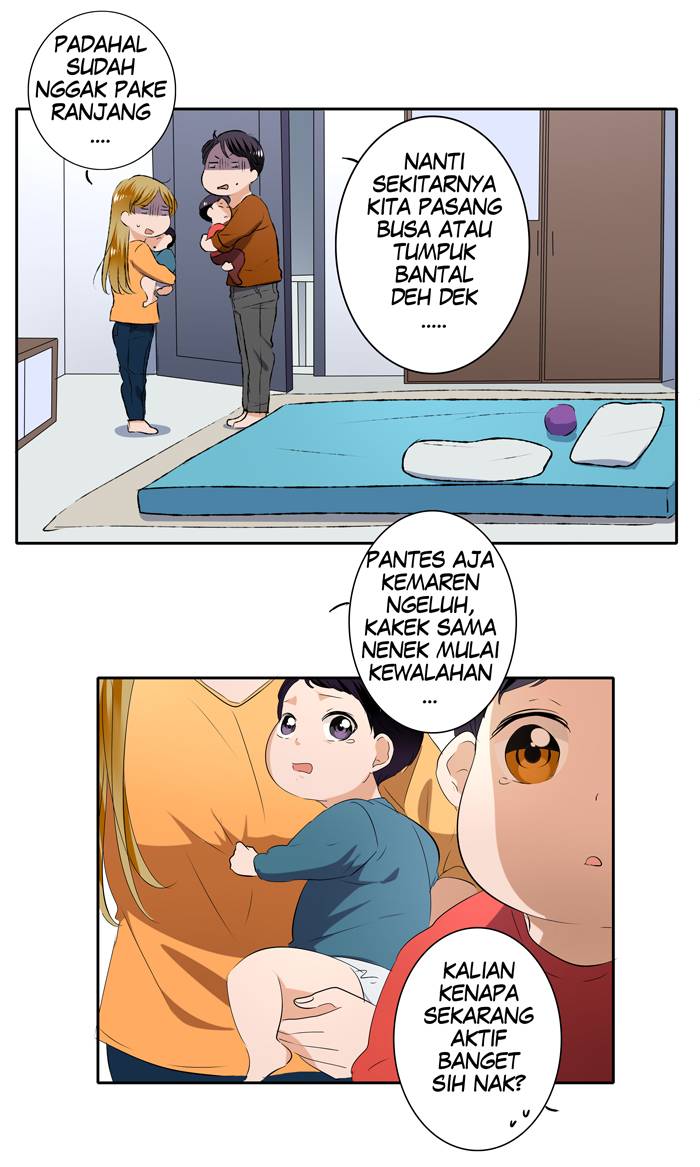 PADAHAL
SUDAH
NGGAK PAKE
RANJANG
....
NANTI
SEKITARNYA
KITA PASANG
BUSA ATAU
TUMPUK
BANTAL
DEH DEK
.....
PANTES AJA
KEMAREN
NGELUH,
KAKEK SAMA
NENEK MULAI
KEWALAHAN
...
KALIAN
KENAPA
SEKARANG
AKTIF
BANGET
SIH NAK?